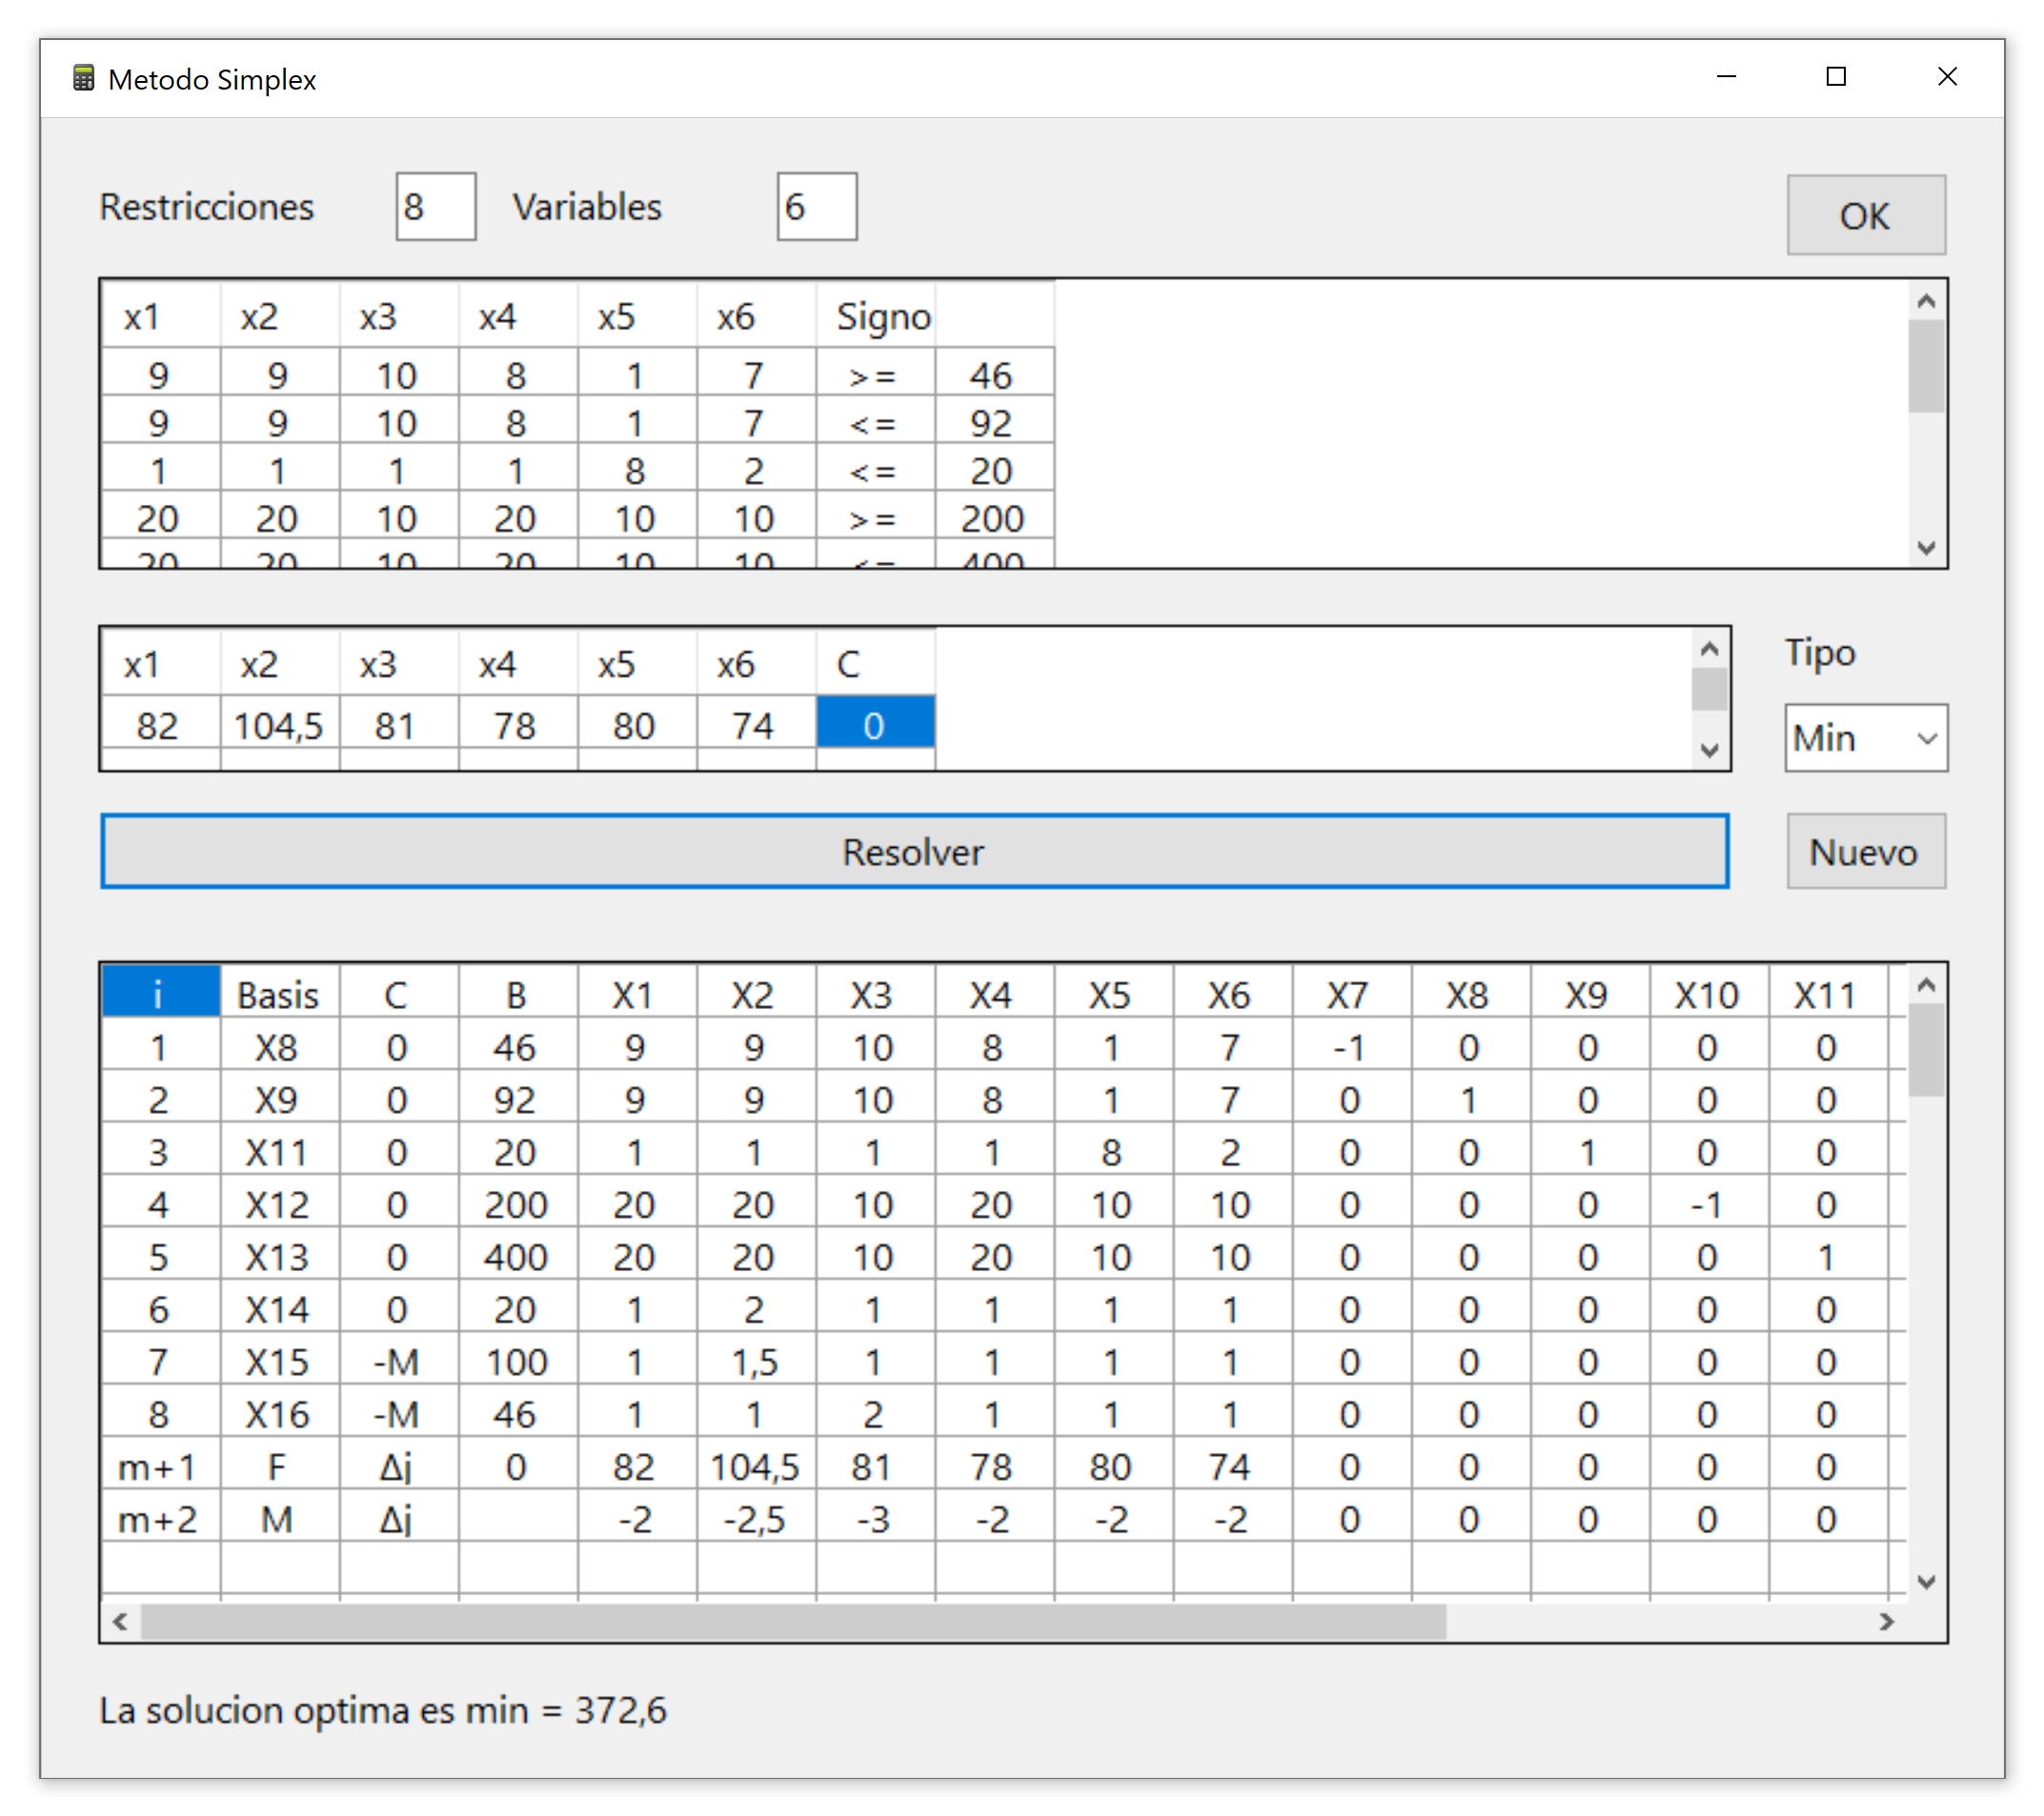 Metodo Simplex
Restricciones 8 Variables 6 OK
x1 x2 x3 x4 x5 x6 Signo
9 9 10 8 1 7 >= 46
9 9 10 8 1 7 <= 92
1 1 1 1 8 2 <= 20
20 20 10 20 10 10 >= 200
20 20 10 20 10 10 <= 400
x1 x2 x3 x4 x5 x6 C
82 104,5 81 78 80 74 0
Tipo
Min
Resolver Nuevo
i Basis C B X1 X2 X3 X4 X5 X6 X7 X8 X9 X10 X11
1 X8 0 46 9 9 10 8 1 7 -1 0 0 0 0
2 X9 0 92 9 9 10 8 1 7 0 1 0 0 0
3 X11 0 20 1 1 1 1 8 2 0 0 1 0 0
4 X12 0 200 20 20 10 20 10 10 0 0 0 -1 0
5 X13 0 400 20 20 10 20 10 10 0 0 0 0 1
6 X14 0 20 1 2 1 1 1 1 0 0 0 0 0
7 X15 -M 100 1 1,5 1 1 1 1 0 0 0 0 0
8 X16 -M 46 1 1 2 1 1 1 0 0 0 0 0
m+1 F Δj 0 82 104,5 81 78 80 74 0 0 0 0 0
m+2 M Δj -2 -2,5 -3 -2 -2 -2 0 0 0 0 0
La solucion optima es min = 372,6